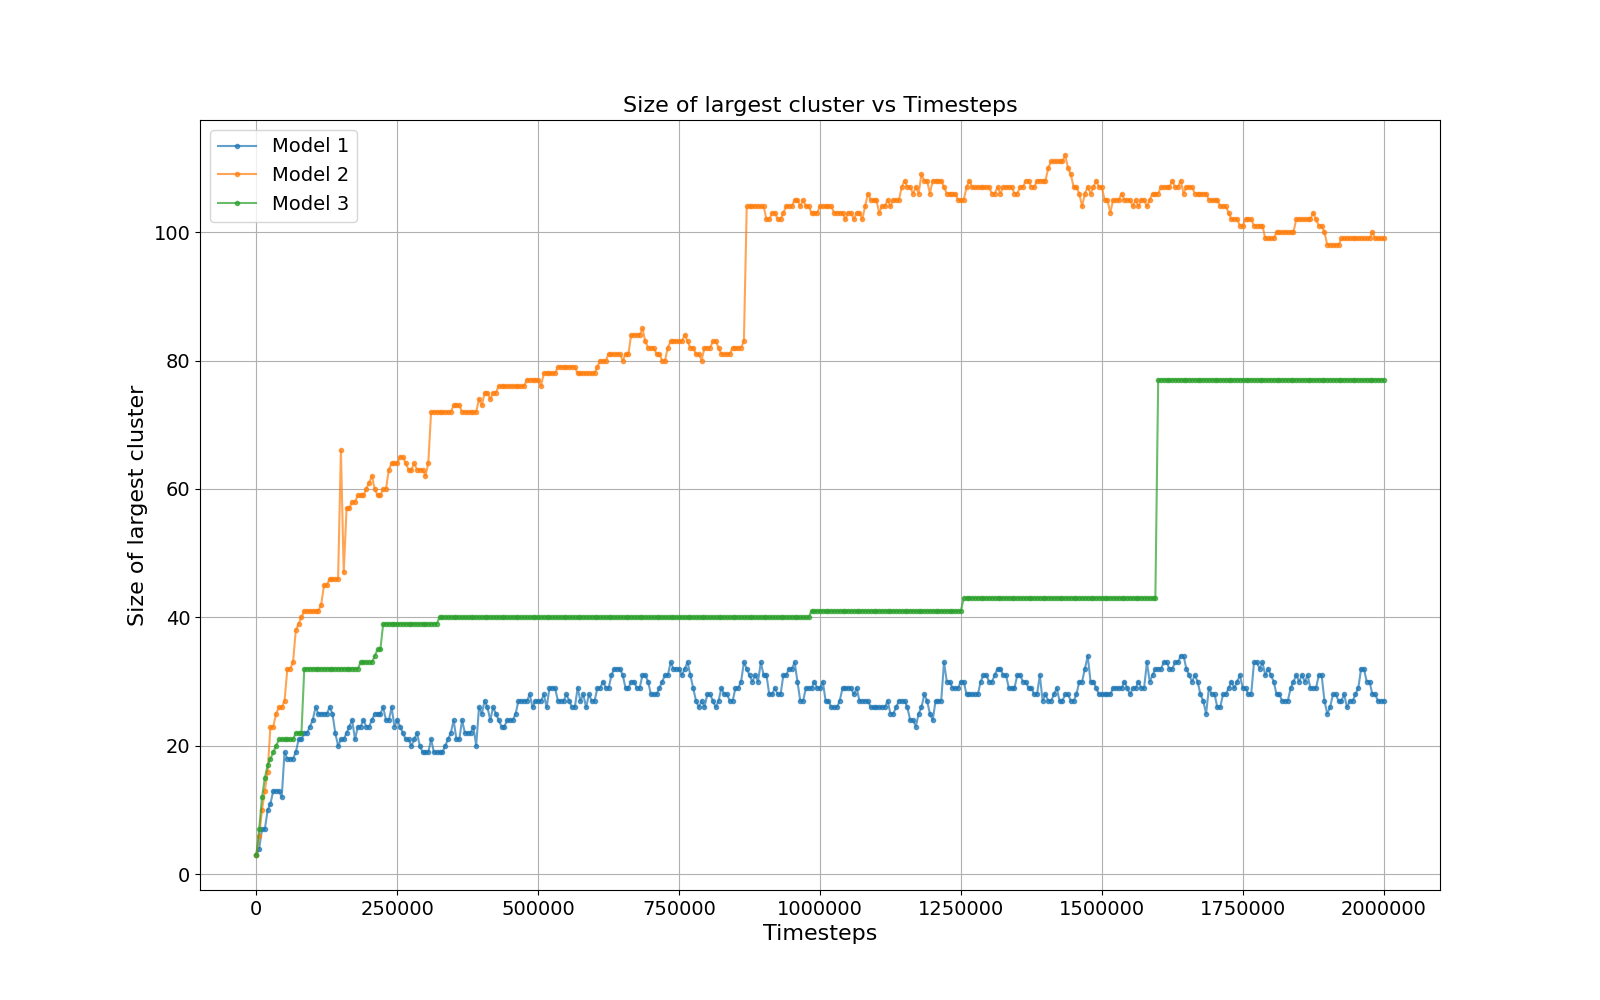 Size of largest cluster vs Timesteps
Model 1
Model 2
Model 3
100
80
60
40
20
0
Size of largest cluster
0 250000 500000 750000 1000000 1250000 1500000 1750000 2000000
Timesteps